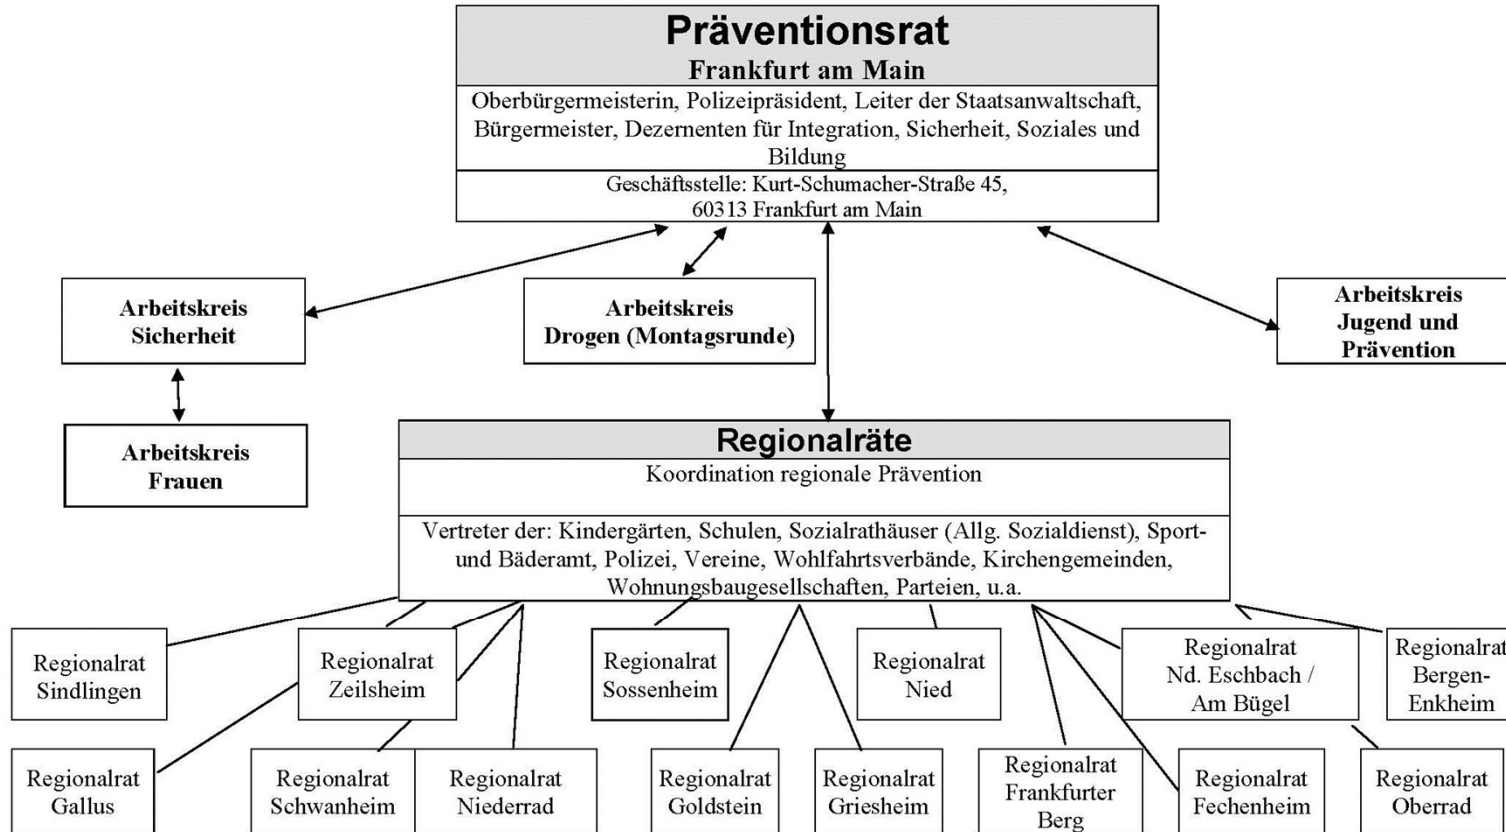 Präventionsrat
Frankfurt am Main
Oberbürgermeisterin, Polizeipräsident, Leiter der Staatsanwaltschaft,
Bürgermeister, Dezernenten für Integration, Sicherheit, Soziales und
Bildung
Geschäftsstelle: Kurt-Schumacher-Straße 45,
60313 Frankfurt am Main
Arbeitskreis
Sicherheit
Arbeitskreis
Drogen (Montagsrunde)
Arbeitskreis
Jugend und
Prävention
Arbeitskreis
Frauen
Regionalräte
Koordination regionale Prävention
Vertreter der: Kindergärten, Schulen, Sozialrathäuser (Allg. Sozialdienst), Sport-
und Bäderamt, Polizei, Vereine, Wohlfahrtsverbände, Kirchengemeinden,
Wohnungsbaugesellschaften, Parteien, u.a.
Regionalrat
Sindlingen
Regionalrat
Zeilsheim
Regionalrat
Sossenheim
Regionalrat
Nied
Regionalrat
Nd. Eschbach /
Am Bügel
Regionalrat
Bergen-
Enkheim
Regionalrat
Gallus
Regionalrat
Schwanheim
Regionalrat
Niederrad
Regionalrat
Goldstein
Regionalrat
Griesheim
Regionalrat
Frankfurter
Berg
Regionalrat
Fechenheim
Regionalrat
Oberrad